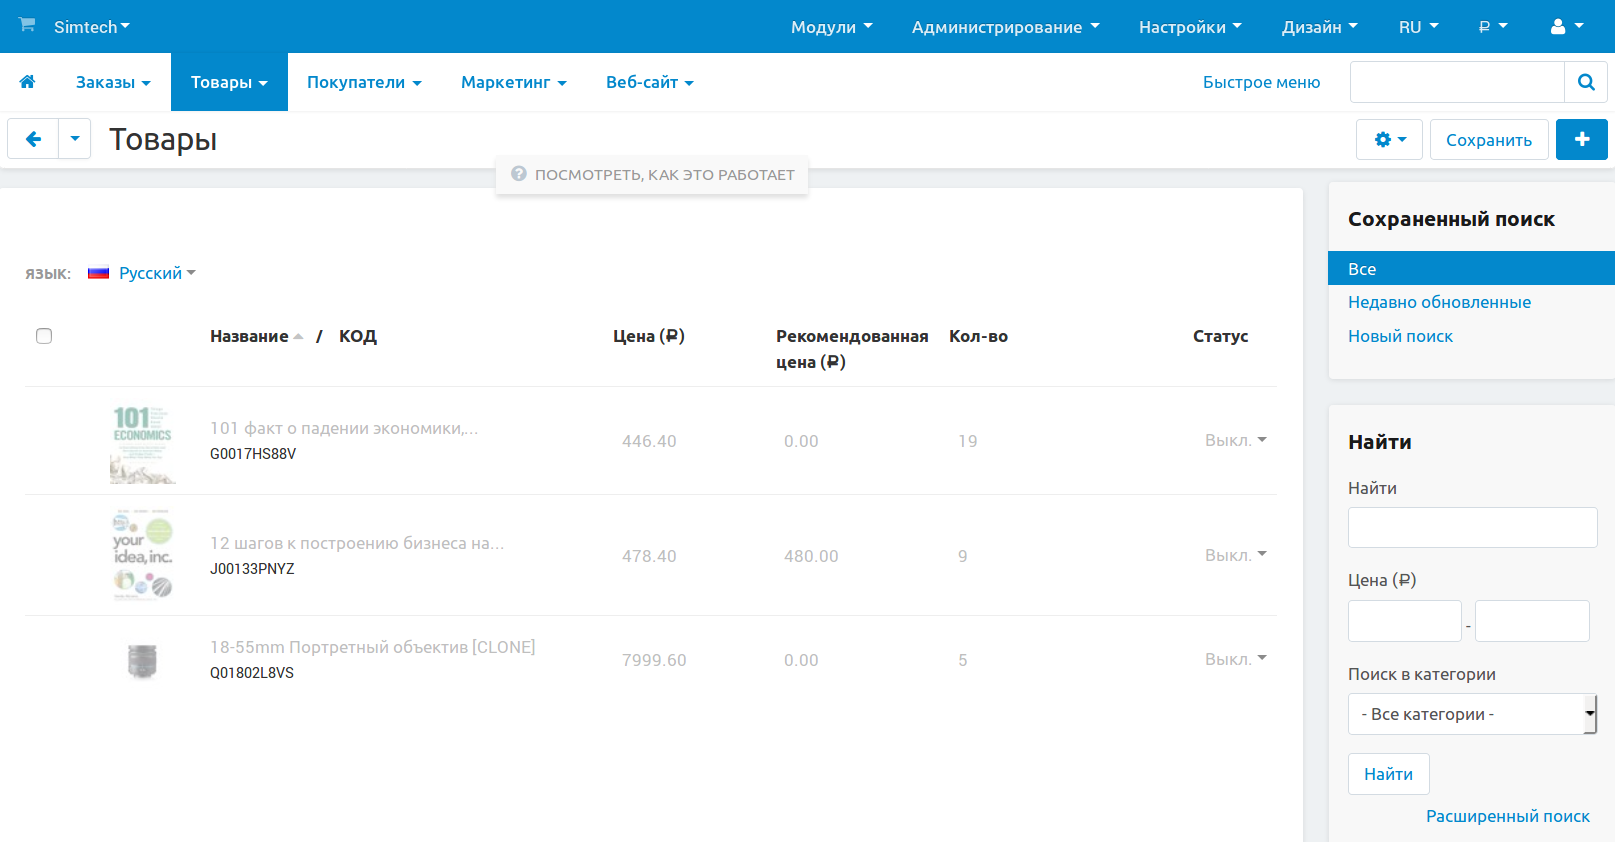 Simtech Модули Администрирование Настройки Дизайн RU ₽
Заказы Товары Покупатели Маркетинг Веб-сайт Быстрое меню
Товары Сохранить
ПОСМОТРЕТЬ, КАК ЭТО РАБОТАЕТ
язык: Русский
Название / КОД Цена (₽) Рекомендованная цена (₽) Кол-во Статус
101 ECONOMICS
101 факт о падении экономики,... 446.40 0.00 19 Выкл.
G0017HS88V
your idea, inc.
12 шагов к построению бизнеса на... 478.40 480.00 9 Выкл.
J00133PNYZ
18-55mm Портретный объектив [CLONE] 7999.60 0.00 5 Выкл.
Q01802L8VS
Сохраненный поиск
Все
Недавно обновленные
Новый поиск
Найти
Найти
Цена (₽)
-
Поиск в категории
- Все категории -
Найти
Расширенный поиск